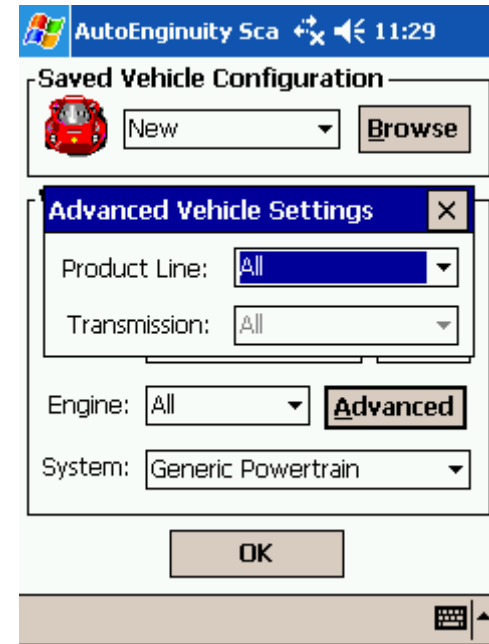 AutoEnginuity Sca 11:29
Saved Vehicle Configuration
New Browse
Advanced Vehicle Settings
Product Line: All
Transmission: All
Engine: All Advanced
System: Generic Powertrain
OK